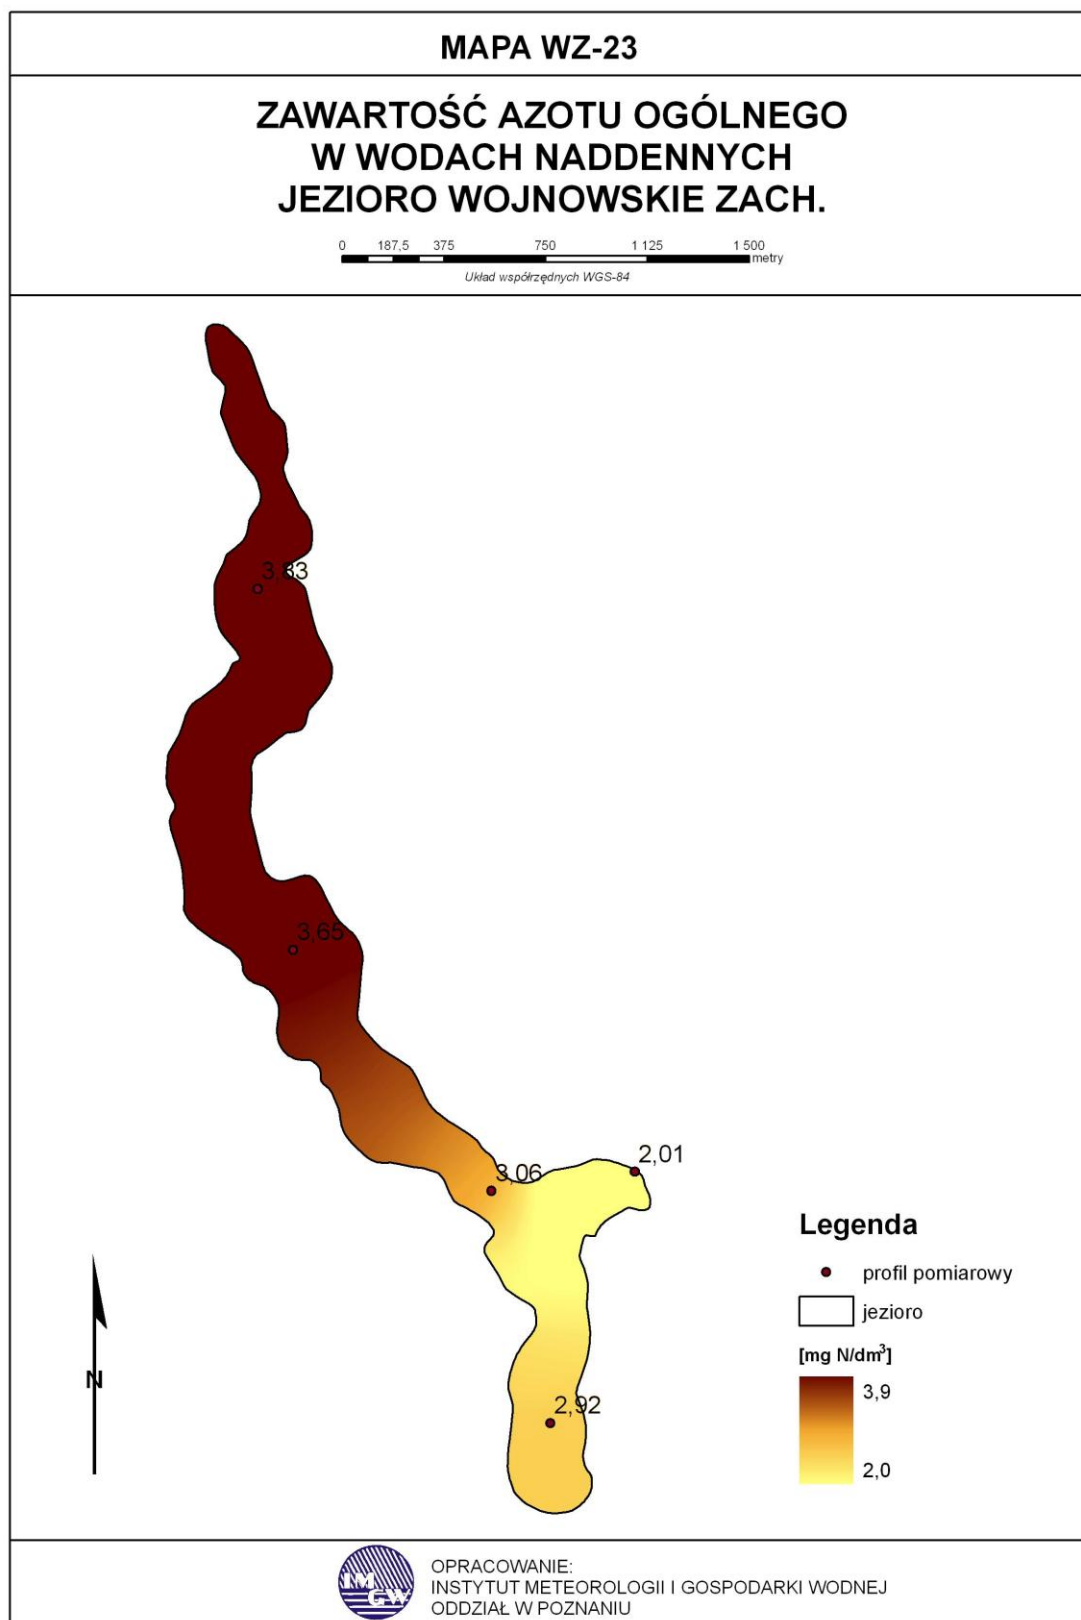 MAPA WZ-23
ZAWARTOŚĆ AZOTU OGÓLNEGO
W WODACH NADDENNYCH
JEZIORO WOJNOWSKIE ZACH.
0 187,5 375 750 1 125 1 500
metry
Układ współrzędnych WGS-84
3,83
3,65
3,06
2,01
2,92
N
Legenda
profil pomiarowy
jezioro
[mg N/dm³]
3,9
2,0
IM
GW
OPRACOWANIE:
INSTYTUT METEOROLOGII I GOSPODARKI WODNEJ
ODDZIAŁ W POZNANIU